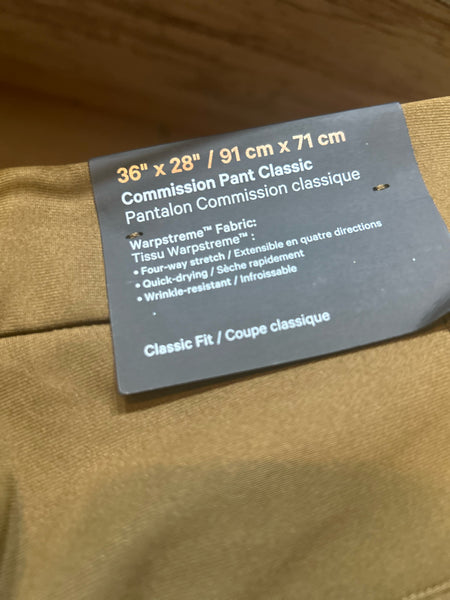 36" x 28" / 91 cm x 71 cm
Commission Pant Classic
Pantalon Commission classique
Warpstreme™ Fabric:
Tissu Warpstreme™ :
• Four-way stretch / Extensible en quatre directions
• Quick-drying / Sèche rapidement
• Wrinkle-resistant / Infroissable
Classic Fit / Coupe classique